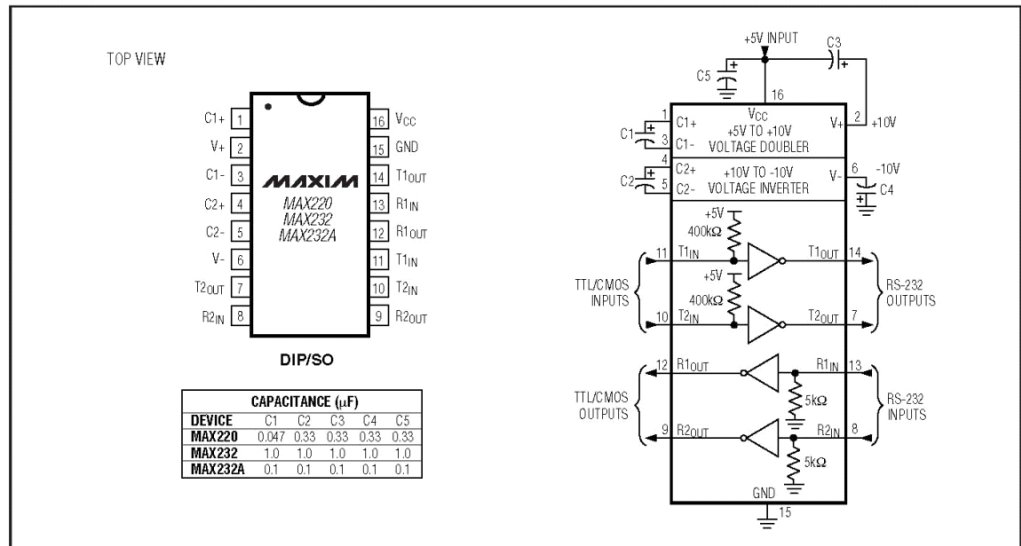 TOP VIEW
C1+ 1
V+ 2
C1- 3
C2+ 4
C2- 5
V- 6
T2OUT 7
R2IN 8
16 VCC
15 GND
14 T1OUT
13 R1IN
12 R1OUT
11 T1IN
10 T2IN
9 R2OUT
MAXIM
MAX220
MAX232
MAX232A
DIP/SO
CAPACITANCE (μF)
DEVICE C1 C2 C3 C4 C5
MAX220 0.047 0.33 0.33 0.33 0.33
MAX232 1.0 1.0 1.0 1.0 1.0
MAX232A 0.1 0.1 0.1 0.1 0.1
+5V INPUT
C3
C5
16
VCC
1 C1+
C1
3 C1-
+5V TO +10V
VOLTAGE DOUBLER
V+ 2 +10V
4 C2+
C2
5 C2-
+10V TO -10V
VOLTAGE INVERTER
V- 6 -10V
C4
+5V
400kΩ
11 T1IN
T1OUT 14
+5V
400kΩ
10 T2IN
T2OUT 7
TTL/CMOS
INPUTS
RS-232
OUTPUTS
12 R1OUT
R1IN 13
5kΩ
9 R2OUT
R2IN 8
5kΩ
TTL/CMOS
OUTPUTS
RS-232
INPUTS
GND
15